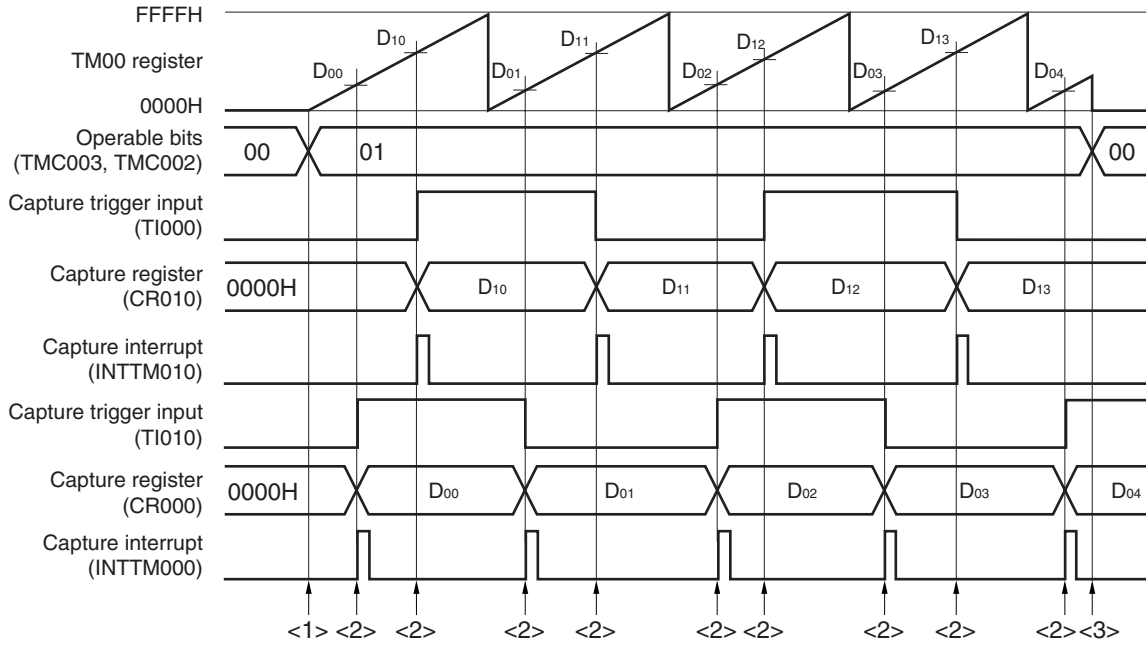 FFFFH
TM00 register
0000H
D10
D11
D12
D13
D00
D01
D02
D03
D04
Operable bits
(TMC003, TMC002)
00
01
00
Capture trigger input
(TI000)
Capture register
(CR010)
0000H
D10
D11
D12
D13
Capture interrupt
(INTTM010)
Capture trigger input
(TI010)
Capture register
(CR000)
0000H
D00
D01
D02
D03
D04
Capture interrupt
(INTTM000)
<1> <2> <2> <2> <2> <2> <2> <2> <2> <2> <3>